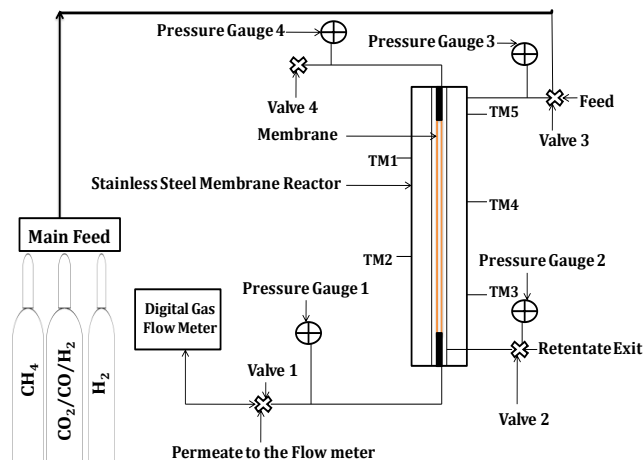 Pressure Gauge 4
Pressure Gauge 3
Valve 4
Feed
TM5
Valve 3
Membrane
TM1
Stainless Steel Membrane Reactor
TM4
Main Feed
TM2
Pressure Gauge 2
Pressure Gauge 1
TM3
Digital Gas
Flow Meter
Valve 1
Retentate Exit
CH₄
CO₂/CO/H₂
H₂
Valve 2
Permeate to the Flow meter